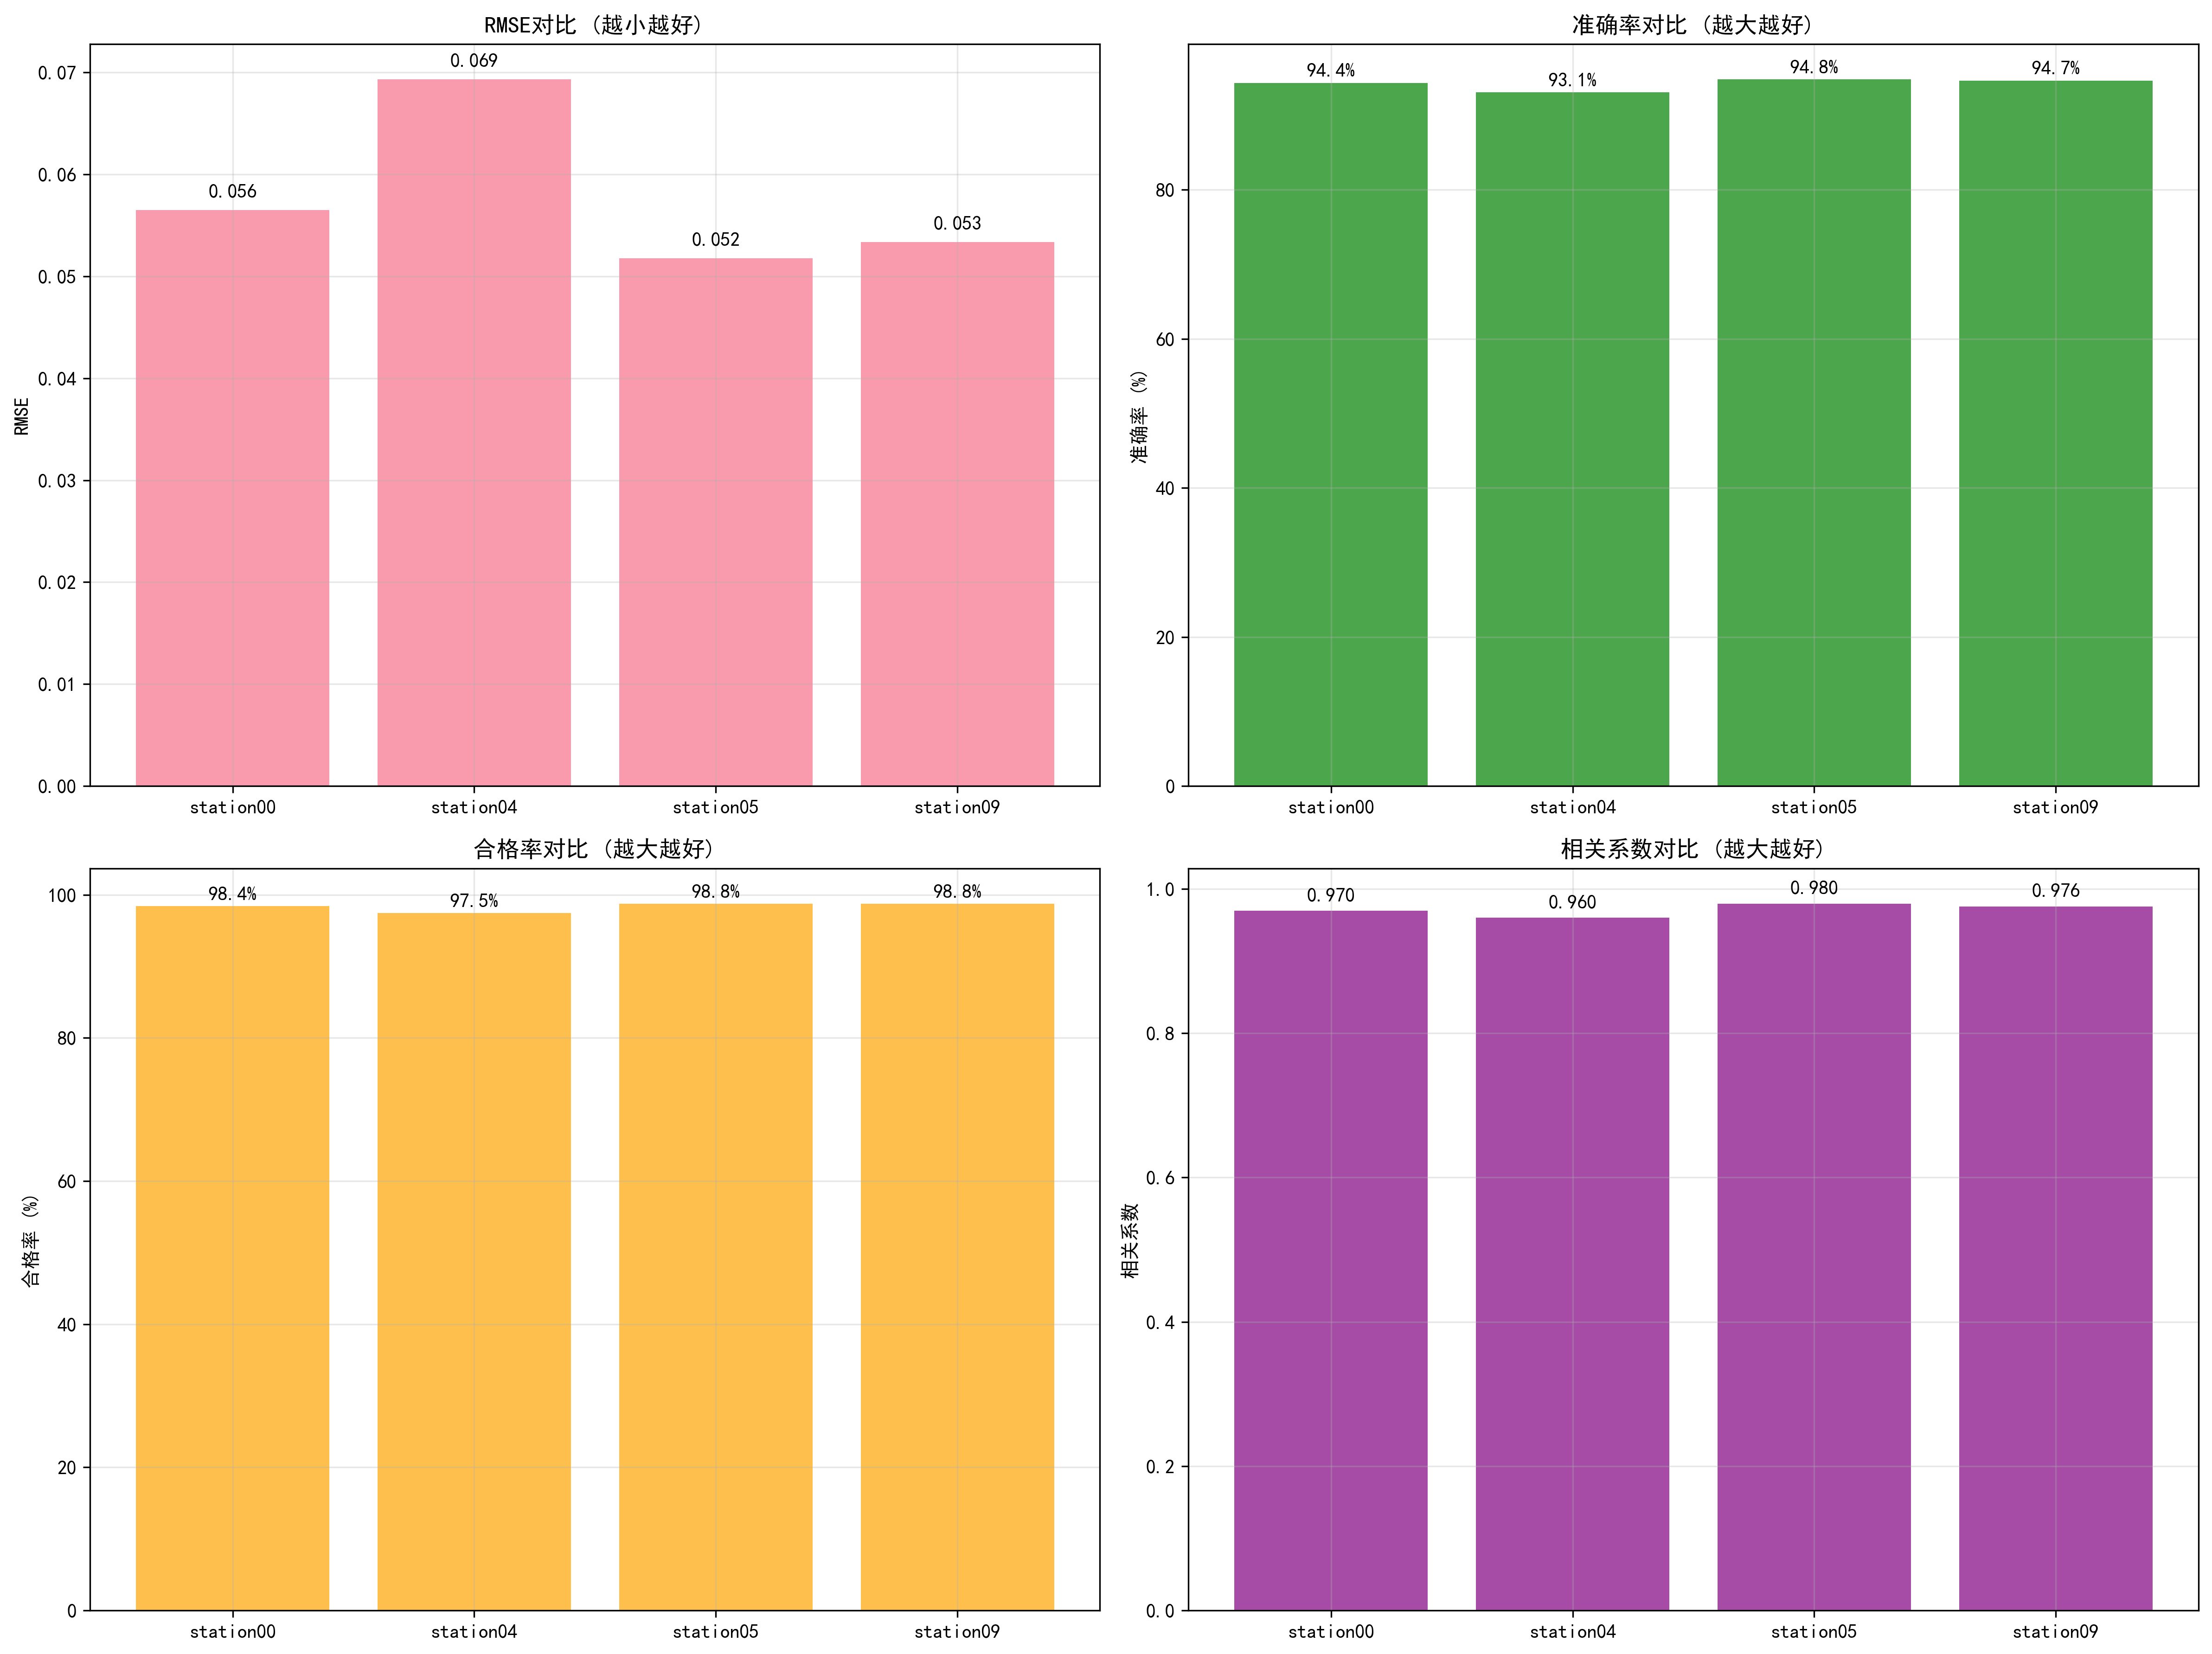 RMSE对比 (越小越好)
0.07
0.06
0.05
0.04
0.03
0.02
0.01
0.00
RMSE
0.056
0.069
0.052
0.053
station00
station04
station05
station09
准确率对比 (越大越好)
80
60
40
20
0
准确率 (%)
94.4%
93.1%
94.8%
94.7%
station00
station04
station05
station09
合格率对比 (越大越好)
100
80
60
40
20
0
合格率 (%)
98.4%
97.5%
98.8%
98.8%
station00
station04
station05
station09
相关系数对比 (越大越好)
1.0
0.8
0.6
0.4
0.2
0.0
相关系数
0.970
0.960
0.980
0.976
station00
station04
station05
station09